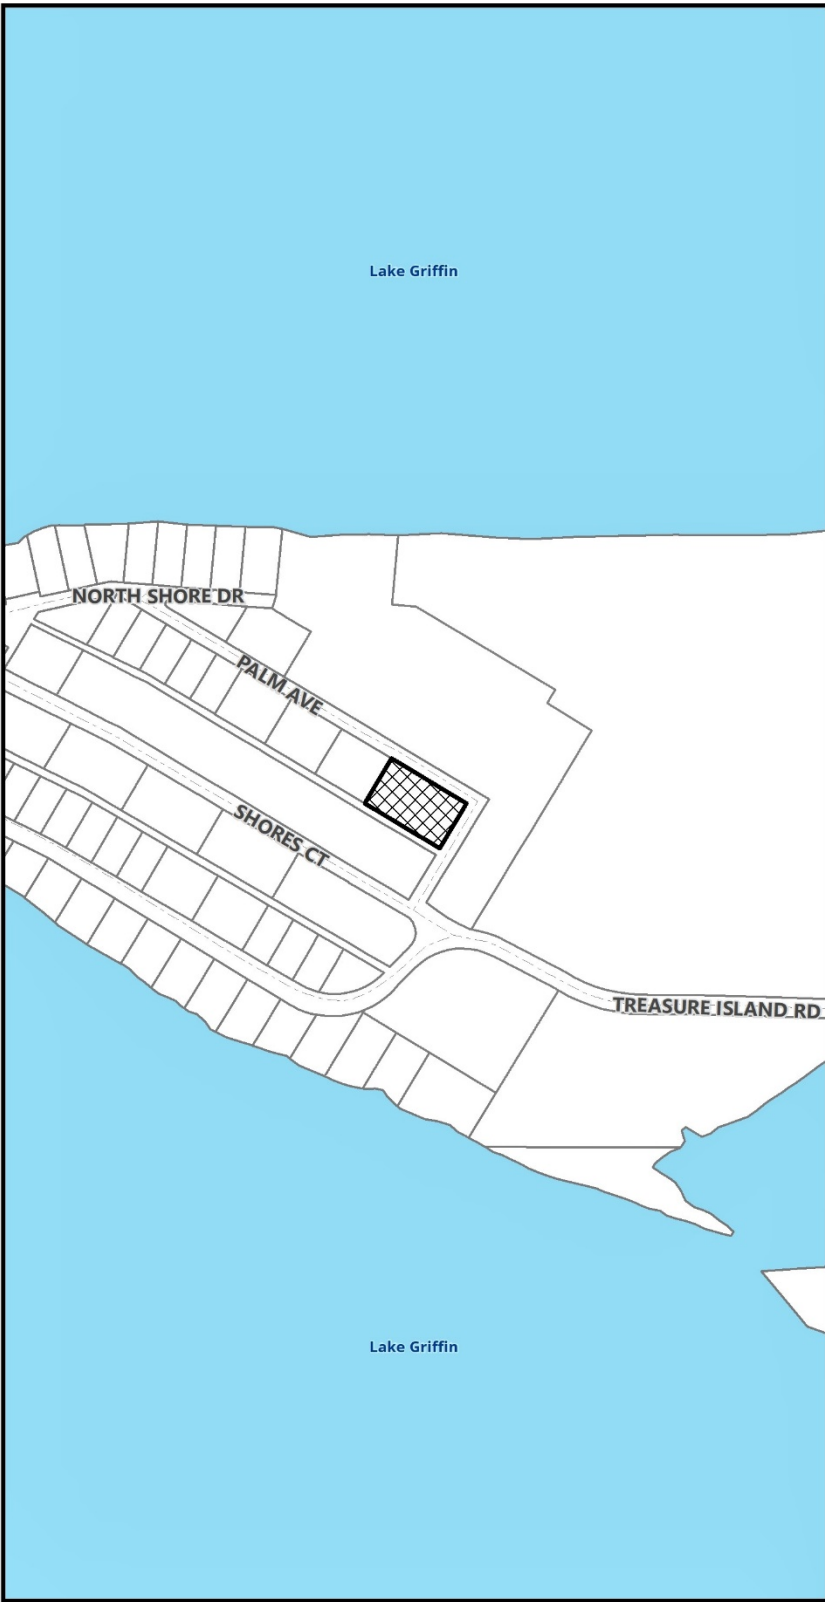 Lake Griffin
NORTH SHORE DR
PALM AVE
SHORES CT
TREASURE ISLAND RD
Lake Griffin